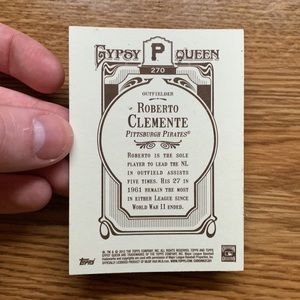 GYPSY P QUEEN
270
OUTFIELDER
ROBERTO
CLEMENTE
PITTSBURGH PIRATES®
ROBERTO IS THE SOLE
PLAYER TO LEAD THE NL
IN OUTFIELD ASSISTS
FIVE TIMES. HIS 27 IN
1961 REMAIN THE MOST
IN EITHER LEAGUE SINCE
WORLD WAR II ENDED.
Topps